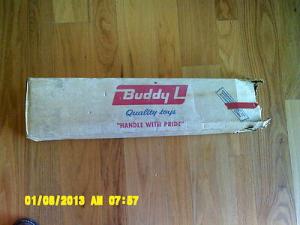 Buddy L
Quality toys
"HANDLE WITH PRIDE"
01/08/2013 AM 07:57